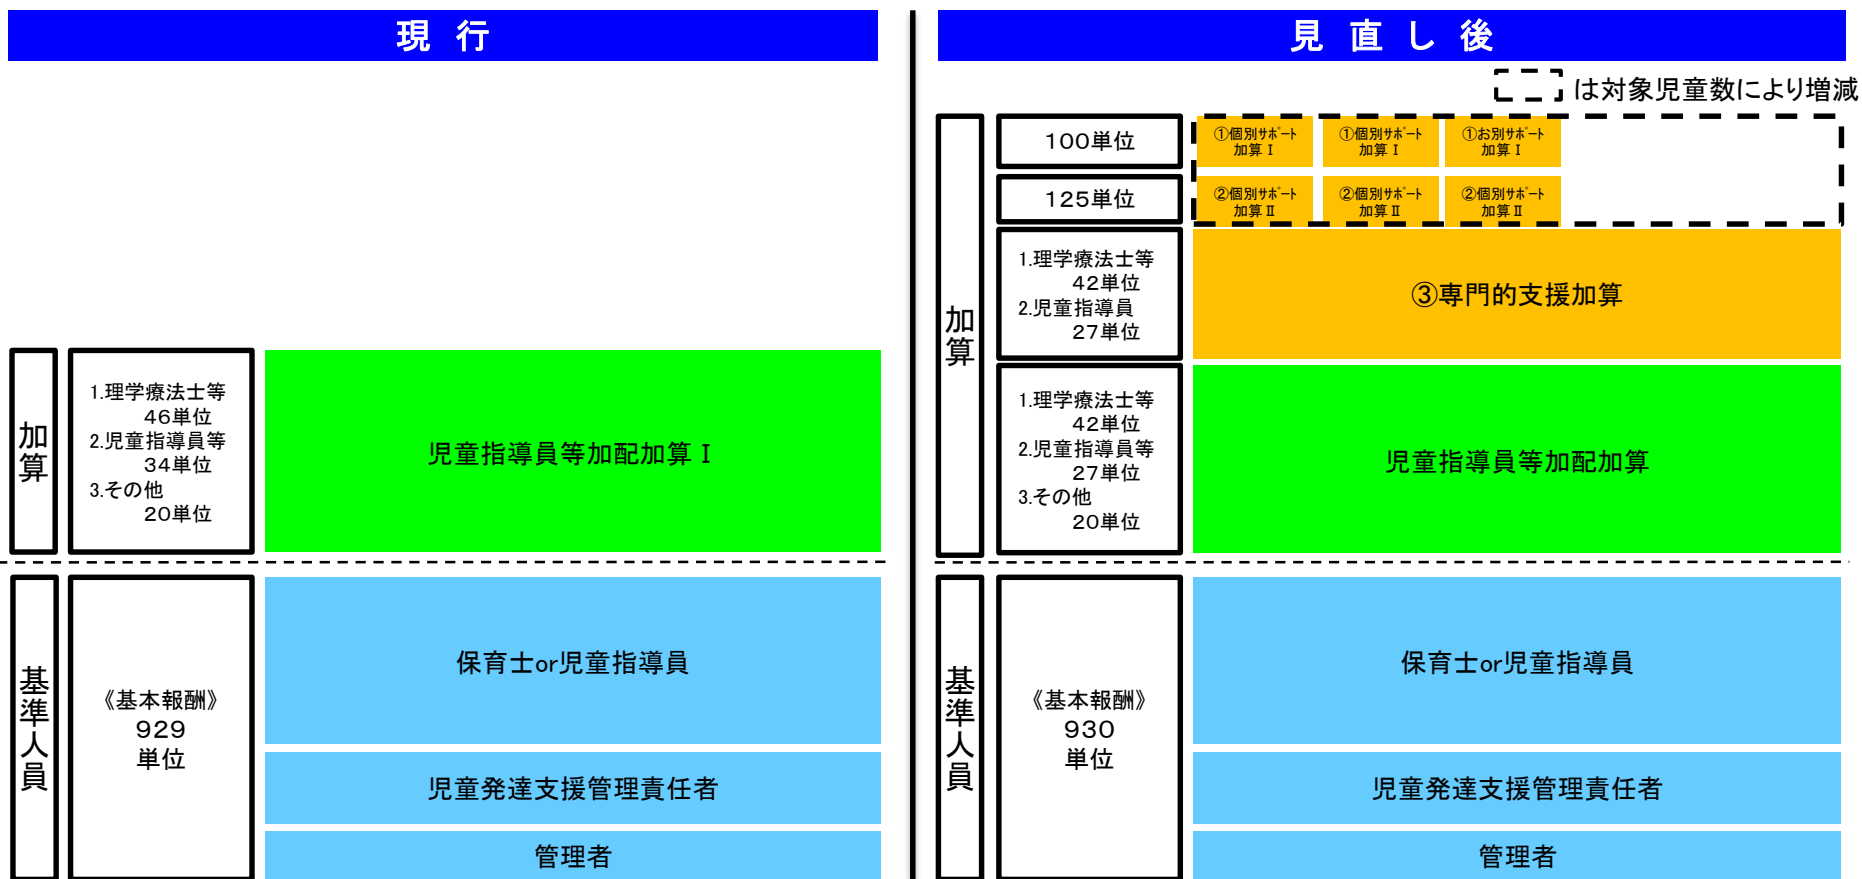 現行
加算
1.理学療法士等
46単位
2.児童指導員等
34単位
3.その他
20単位
児童指導員等加配加算Ⅰ
基準人員
《基本報酬》
929
単位
保育士or児童指導員
児童発達支援管理責任者
管理者
見直し後
は対象児童数により増減
加算
100単位
①個別ｻﾎﾟｰﾄ
加算Ⅰ
①個別ｻﾎﾟｰﾄ
加算Ⅰ
①お別ｻﾎﾟｰﾄ
加算Ⅰ
125単位
②個別ｻﾎﾟｰﾄ
加算Ⅱ
②個別ｻﾎﾟｰﾄ
加算Ⅱ
②個別ｻﾎﾟｰﾄ
加算Ⅱ
1.理学療法士等
42単位
2.児童指導員
27単位
③専門的支援加算
1.理学療法士等
42単位
2.児童指導員等
27単位
3.その他
20単位
児童指導員等加配加算
基準人員
《基本報酬》
930
単位
保育士or児童指導員
児童発達支援管理責任者
管理者